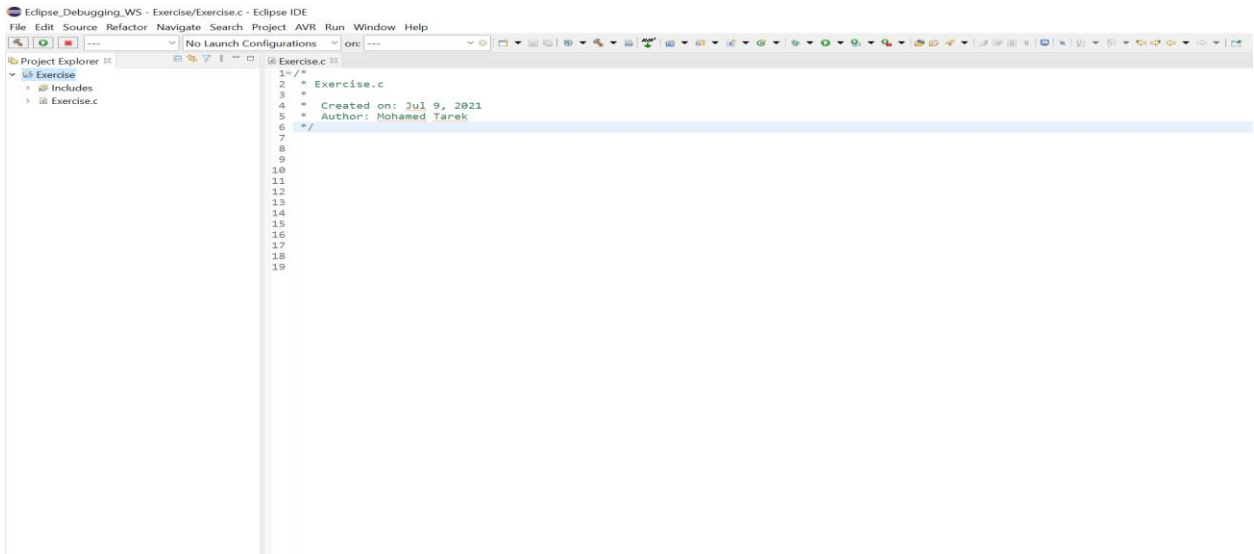 Eclipse_Debugging_WS - Exercise/Exercise.c - Eclipse IDE
File Edit Source Refactor Navigate Search Project AVR Run Window Help
--- No Launch Configurations on: ---
Project Explorer
Exercise.c
Exercise
Includes
Exercise.c
1 /*
2 * Exercise.c
3 *
4 * Created on: Jul 9, 2021
5 * Author: Mohamed Tarek
6 */
7
8
9
10
11
12
13
14
15
16
17
18
19